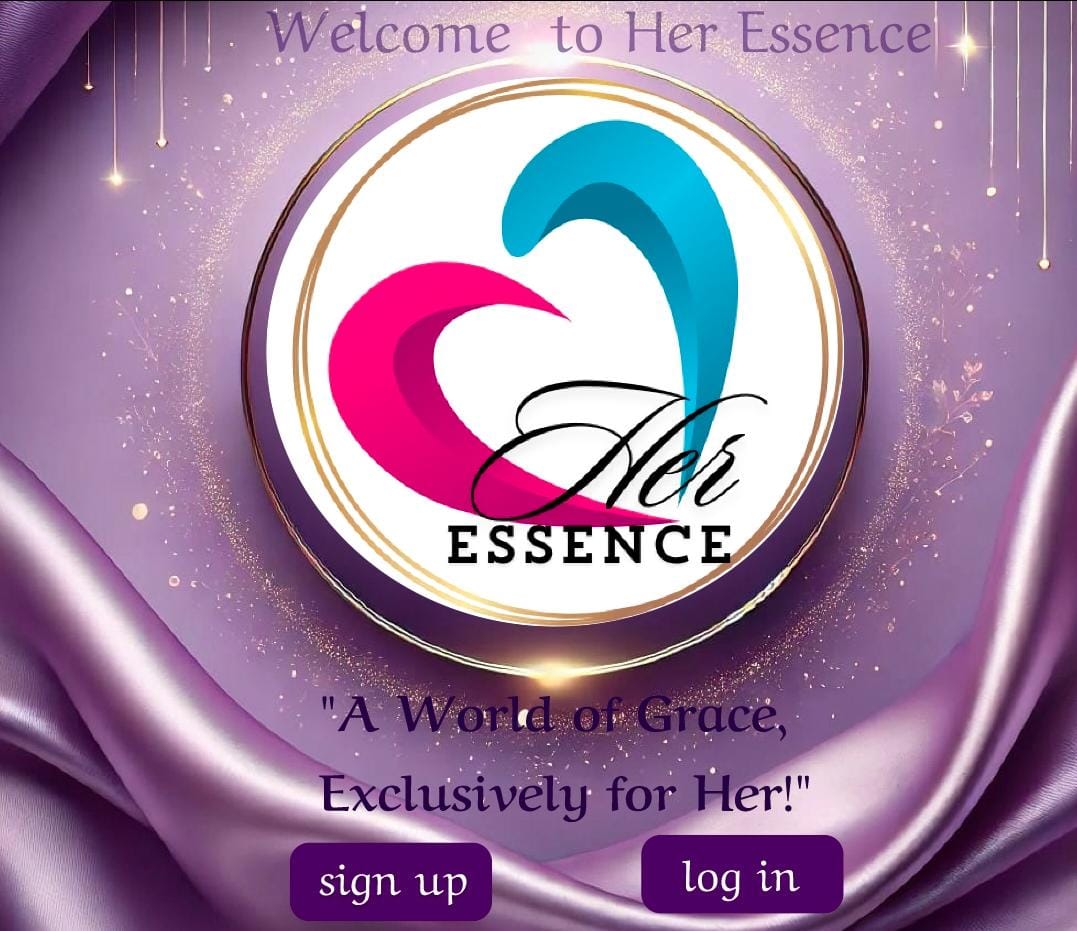 Welcome  to Her Essence
Her
ESSENCE
"A World of Grace,
Exclusively for Her!"
sign up
log in